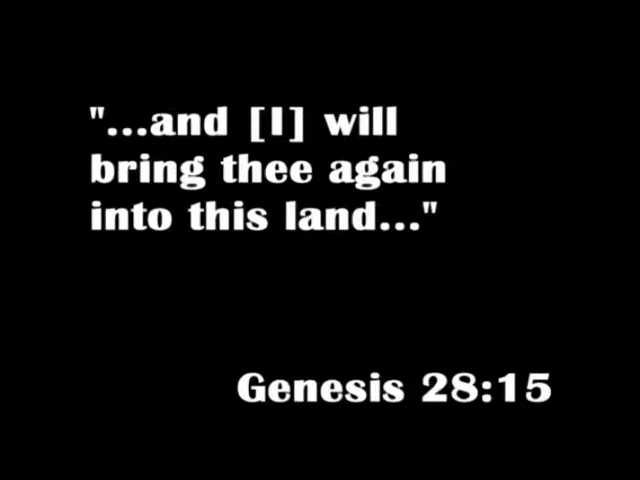 "...and [I] will
bring thee again
into this land..."
Genesis 28:15